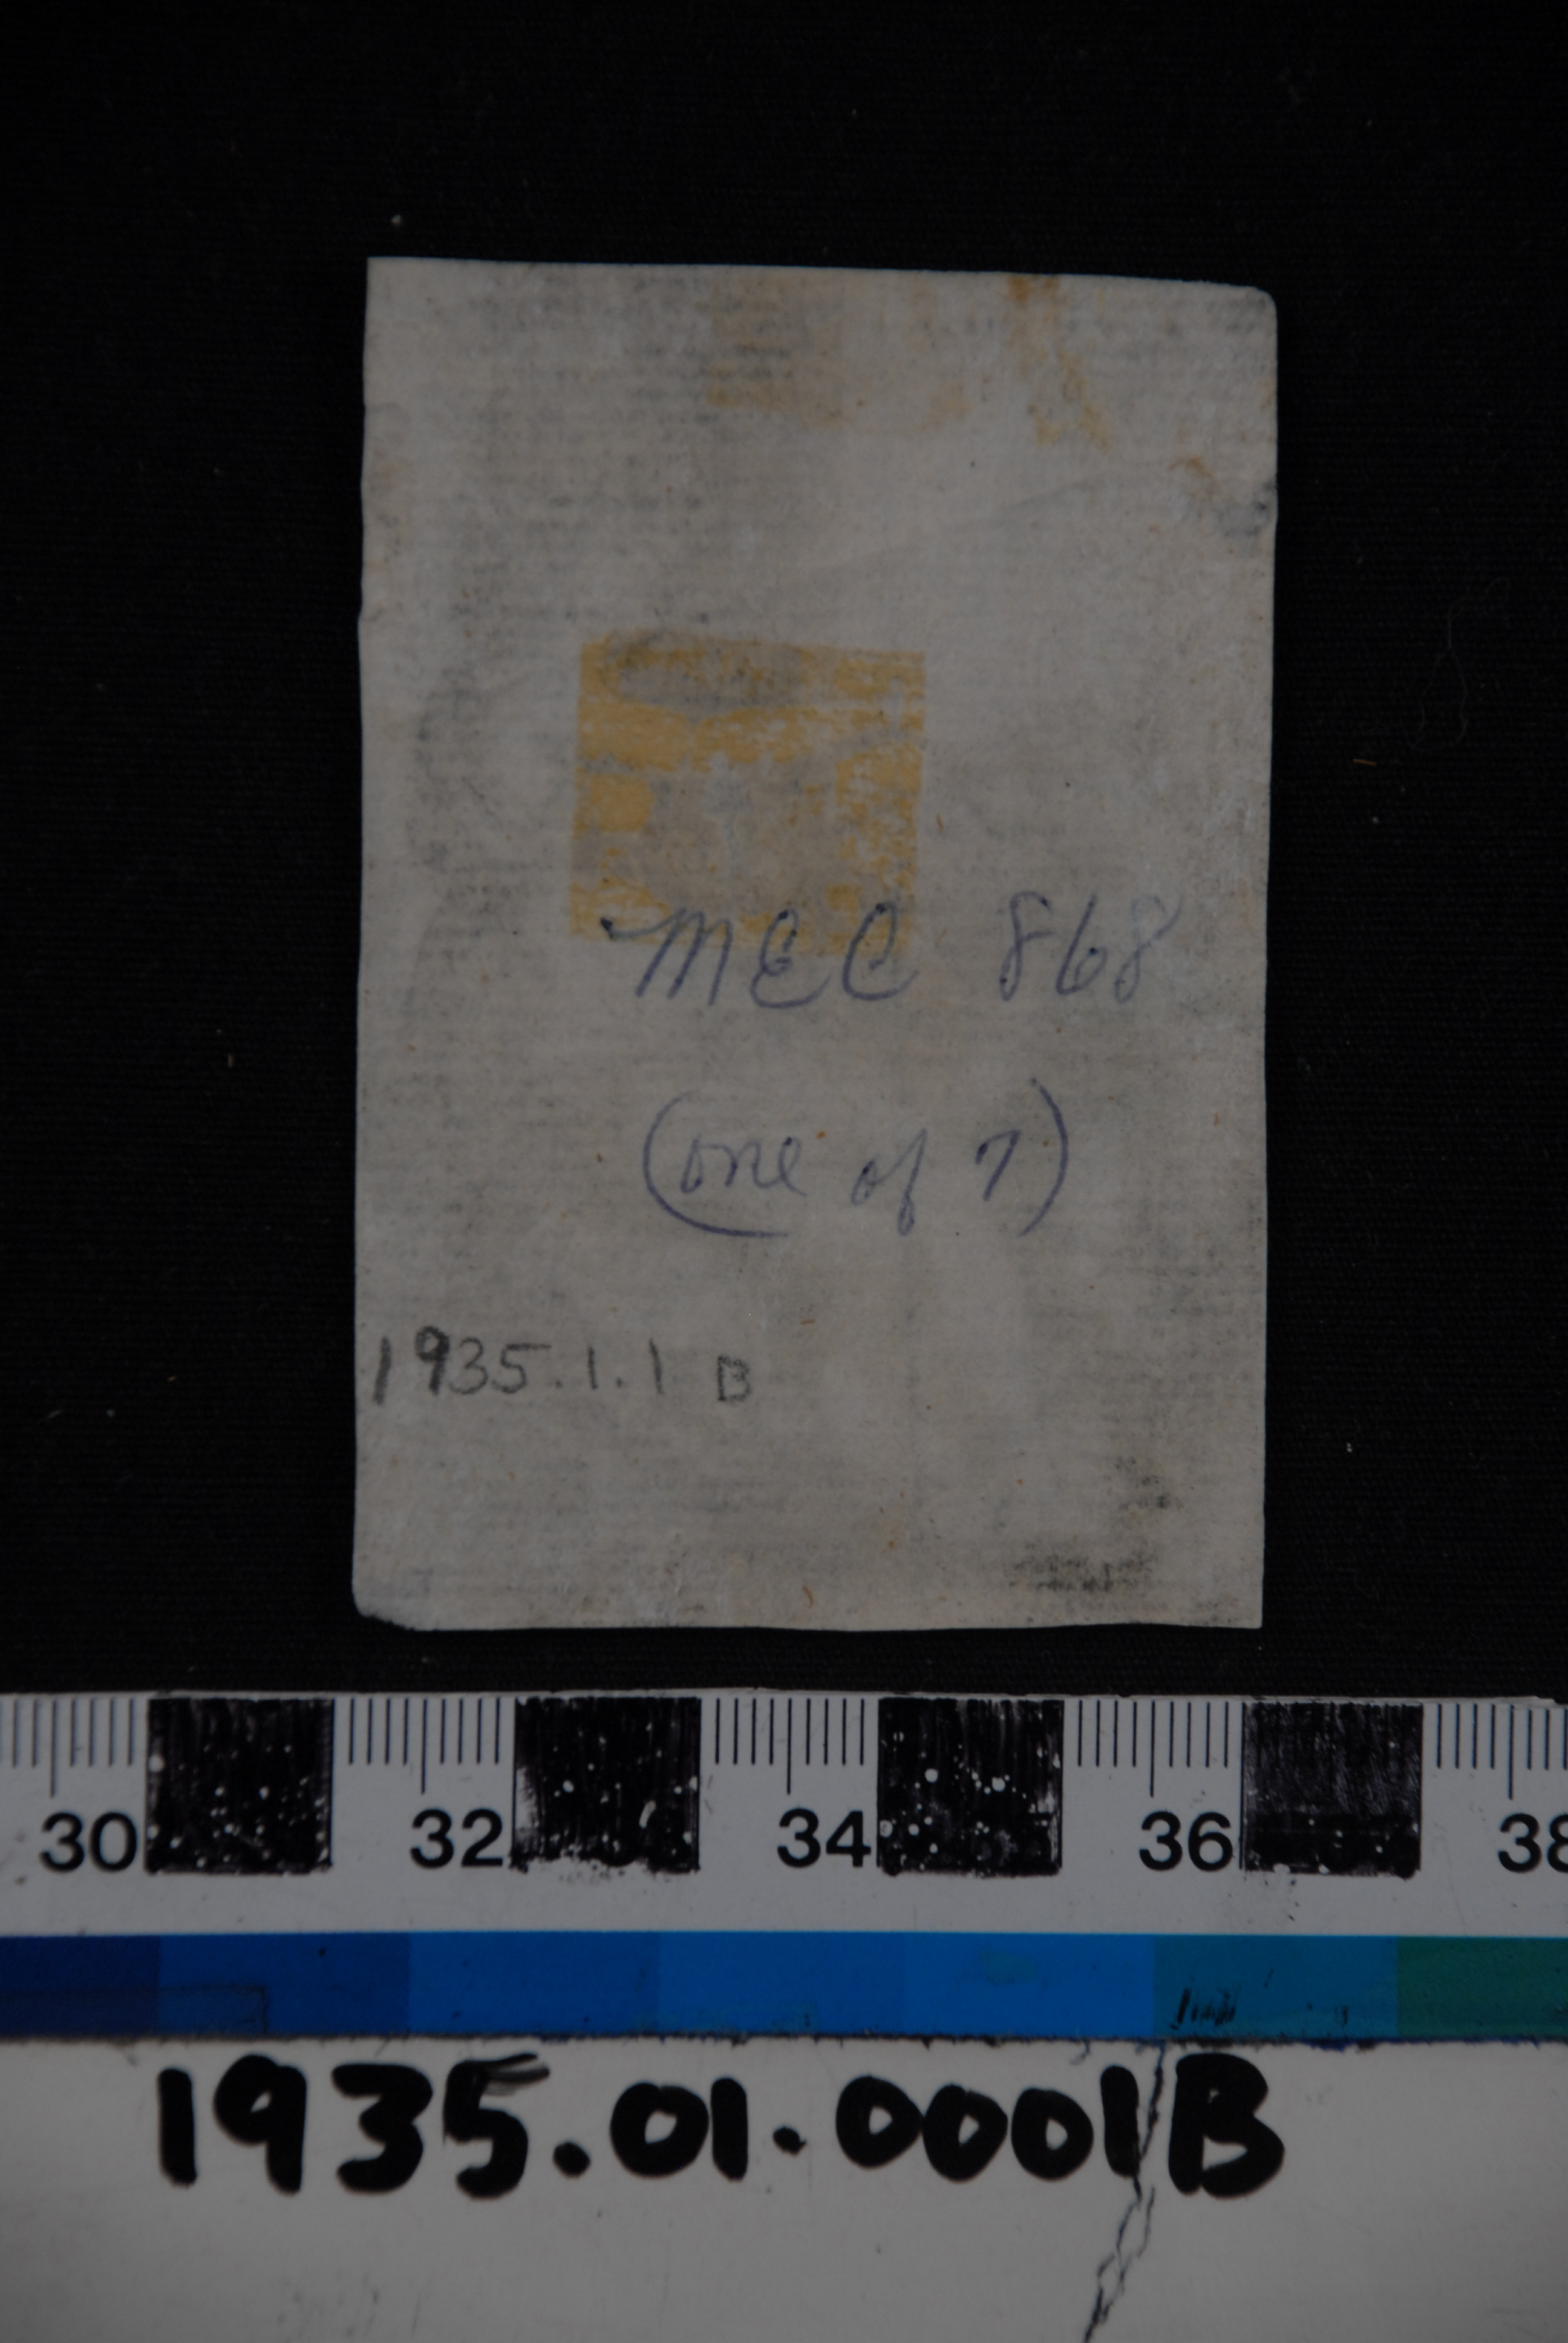 MEC 868
(one of 7)
1935.1.1 B
30 32 34 36 38
1935.01.0001B